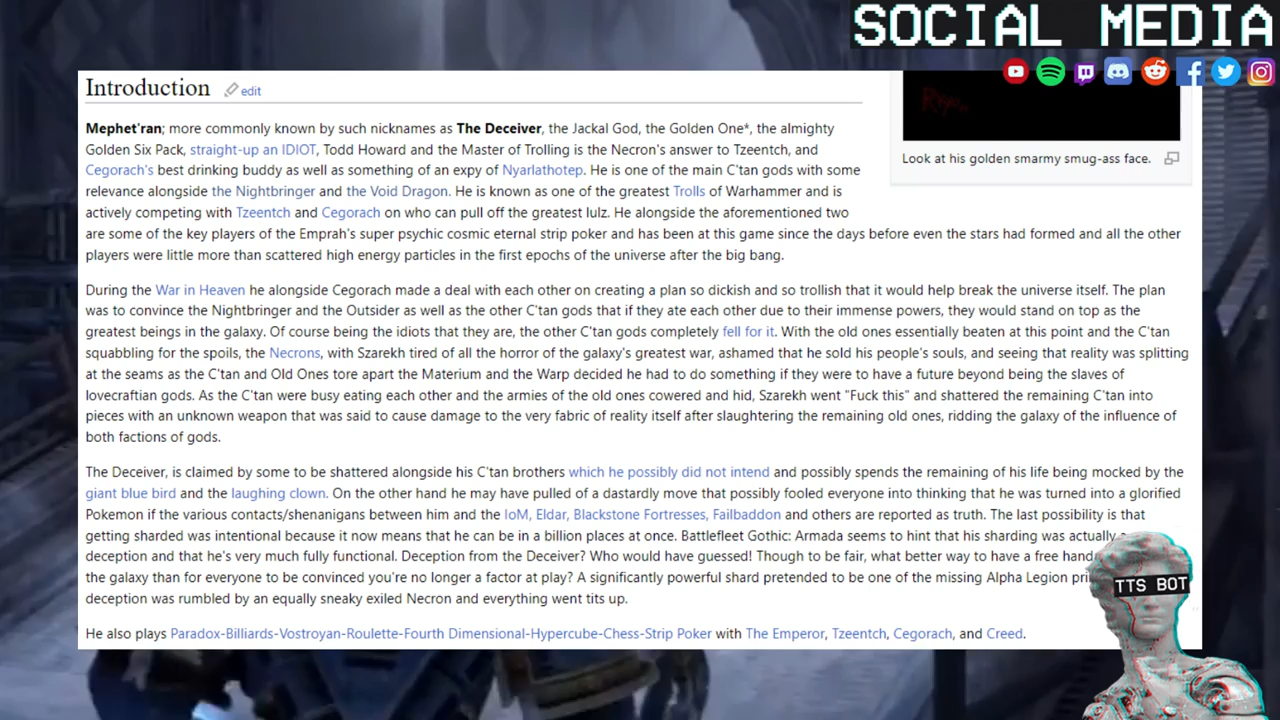 SOCIAL MEDIA
Introduction edit
Look at his golden smarmy smug-ass face.
Mephet'ran; more commonly known by such nicknames as The Deceiver, the Jackal God, the Golden One*, the almighty
Golden Six Pack, straight-up an IDIOT, Todd Howard and the Master of Trolling is the Necron's answer to Tzeentch, and
Cegorach's best drinking buddy as well as something of an expy of Nyarlathotep. He is one of the main C'tan gods with some
relevance alongside the Nightbringer and the Void Dragon. He is known as one of the greatest Trolls of Warhammer and is
actively competing with Tzeentch and Cegorach on who can pull off the greatest lulz. He alongside the aforementioned two
are some of the key players of the Emprah's super psychic cosmic eternal strip poker and has been at this game since the days before even the stars had formed and all the other
players were little more than scattered high energy particles in the first epochs of the universe after the big bang.
During the War in Heaven he alongside Cegorach made a deal with each other on creating a plan so dickish and so trollish that it would help break the universe itself. The plan
was to convince the Nightbringer and the Outsider as well as the other C'tan gods that if they ate each other due to their immense powers, they would stand on top as the
greatest beings in the galaxy. Of course being the idiots that they are, the other C'tan gods completely fell for it. With the old ones essentially beaten at this point and the C'tan
squabbling for the spoils, the Necrons, with Szarekh tired of all the horror of the galaxy's greatest war, ashamed that he sold his people's souls, and seeing that reality was splitting
at the seams as the C'tan and Old Ones tore apart the Materium and the Warp decided he had to do something if they were to have a future beyond being the slaves of
lovecraftian gods. As the C'tan were busy eating each other and the armies of the old ones cowered and hid, Szarekh went "Fuck this" and shattered the remaining C'tan into
pieces with an unknown weapon that was said to cause damage to the very fabric of reality itself after slaughtering the remaining old ones, ridding the galaxy of the influence of
both factions of gods.
The Deceiver, is claimed by some to be shattered alongside his C'tan brothers which he possibly did not intend and possibly spends the remaining of his life being mocked by the
giant blue bird and the laughing clown. On the other hand he may have pulled of a dastardly move that possibly fooled everyone into thinking that he was turned into a glorified
Pokemon if the various contacts/shenanigans between him and the IoM, Eldar, Blackstone Fortresses, Failbaddon and others are reported as truth. The last possibility is that
getting sharded was intentional because it now means that he can be in a billion places at once. Battlefleet Gothic: Armada seems to hint that his sharding was actually
deception and that he's very much fully functional. Deception from the Deceiver? Who would have guessed! Though to be fair, what better way to have a free hand
the galaxy than for everyone to be convinced you're no longer a factor at play? A significantly powerful shard pretended to be one of the missing Alpha Legion
deception was rumbled by an equally sneaky exiled Necron and everything went tits up.
He also plays Paradox-Billiards-Vostroyan-Roulette-Fourth Dimensional-Hypercube-Chess-Strip Poker with The Emperor, Tzeentch, Cegorach, and Creed.
TTS BOT